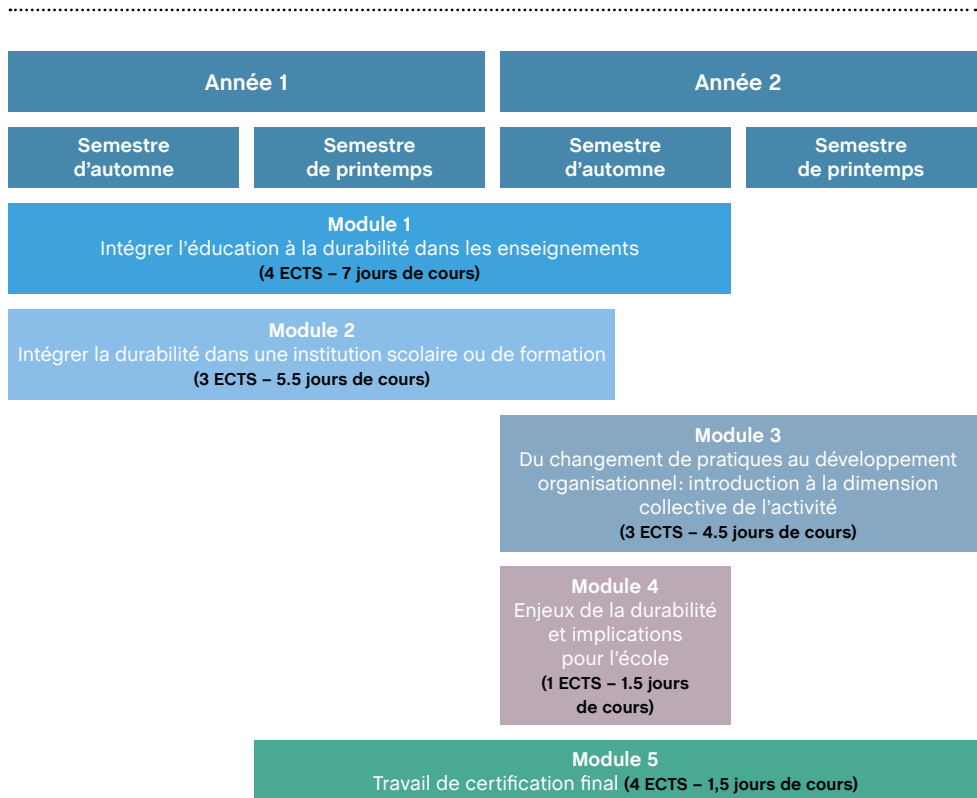 Année 1
Année 2
Semestre
d'automne
Semestre
de printemps
Semestre
d'automne
Semestre
de printemps
Module 1
Intégrer l'éducation à la durabilité dans les enseignements
(4 ECTS – 7 jours de cours)
Module 2
Intégrer la durabilité dans une institution scolaire ou de formation
(3 ECTS – 5.5 jours de cours)
Module 3
Du changement de pratiques au développement
organisationnel: introduction à la dimension
collective de l'activité
(3 ECTS – 4.5 jours de cours)
Module 4
Enjeux de la durabilité
et implications
pour l'école
(1 ECTS – 1.5 jours
de cours)
Module 5
Travail de certification final (4 ECTS – 1,5 jours de cours)